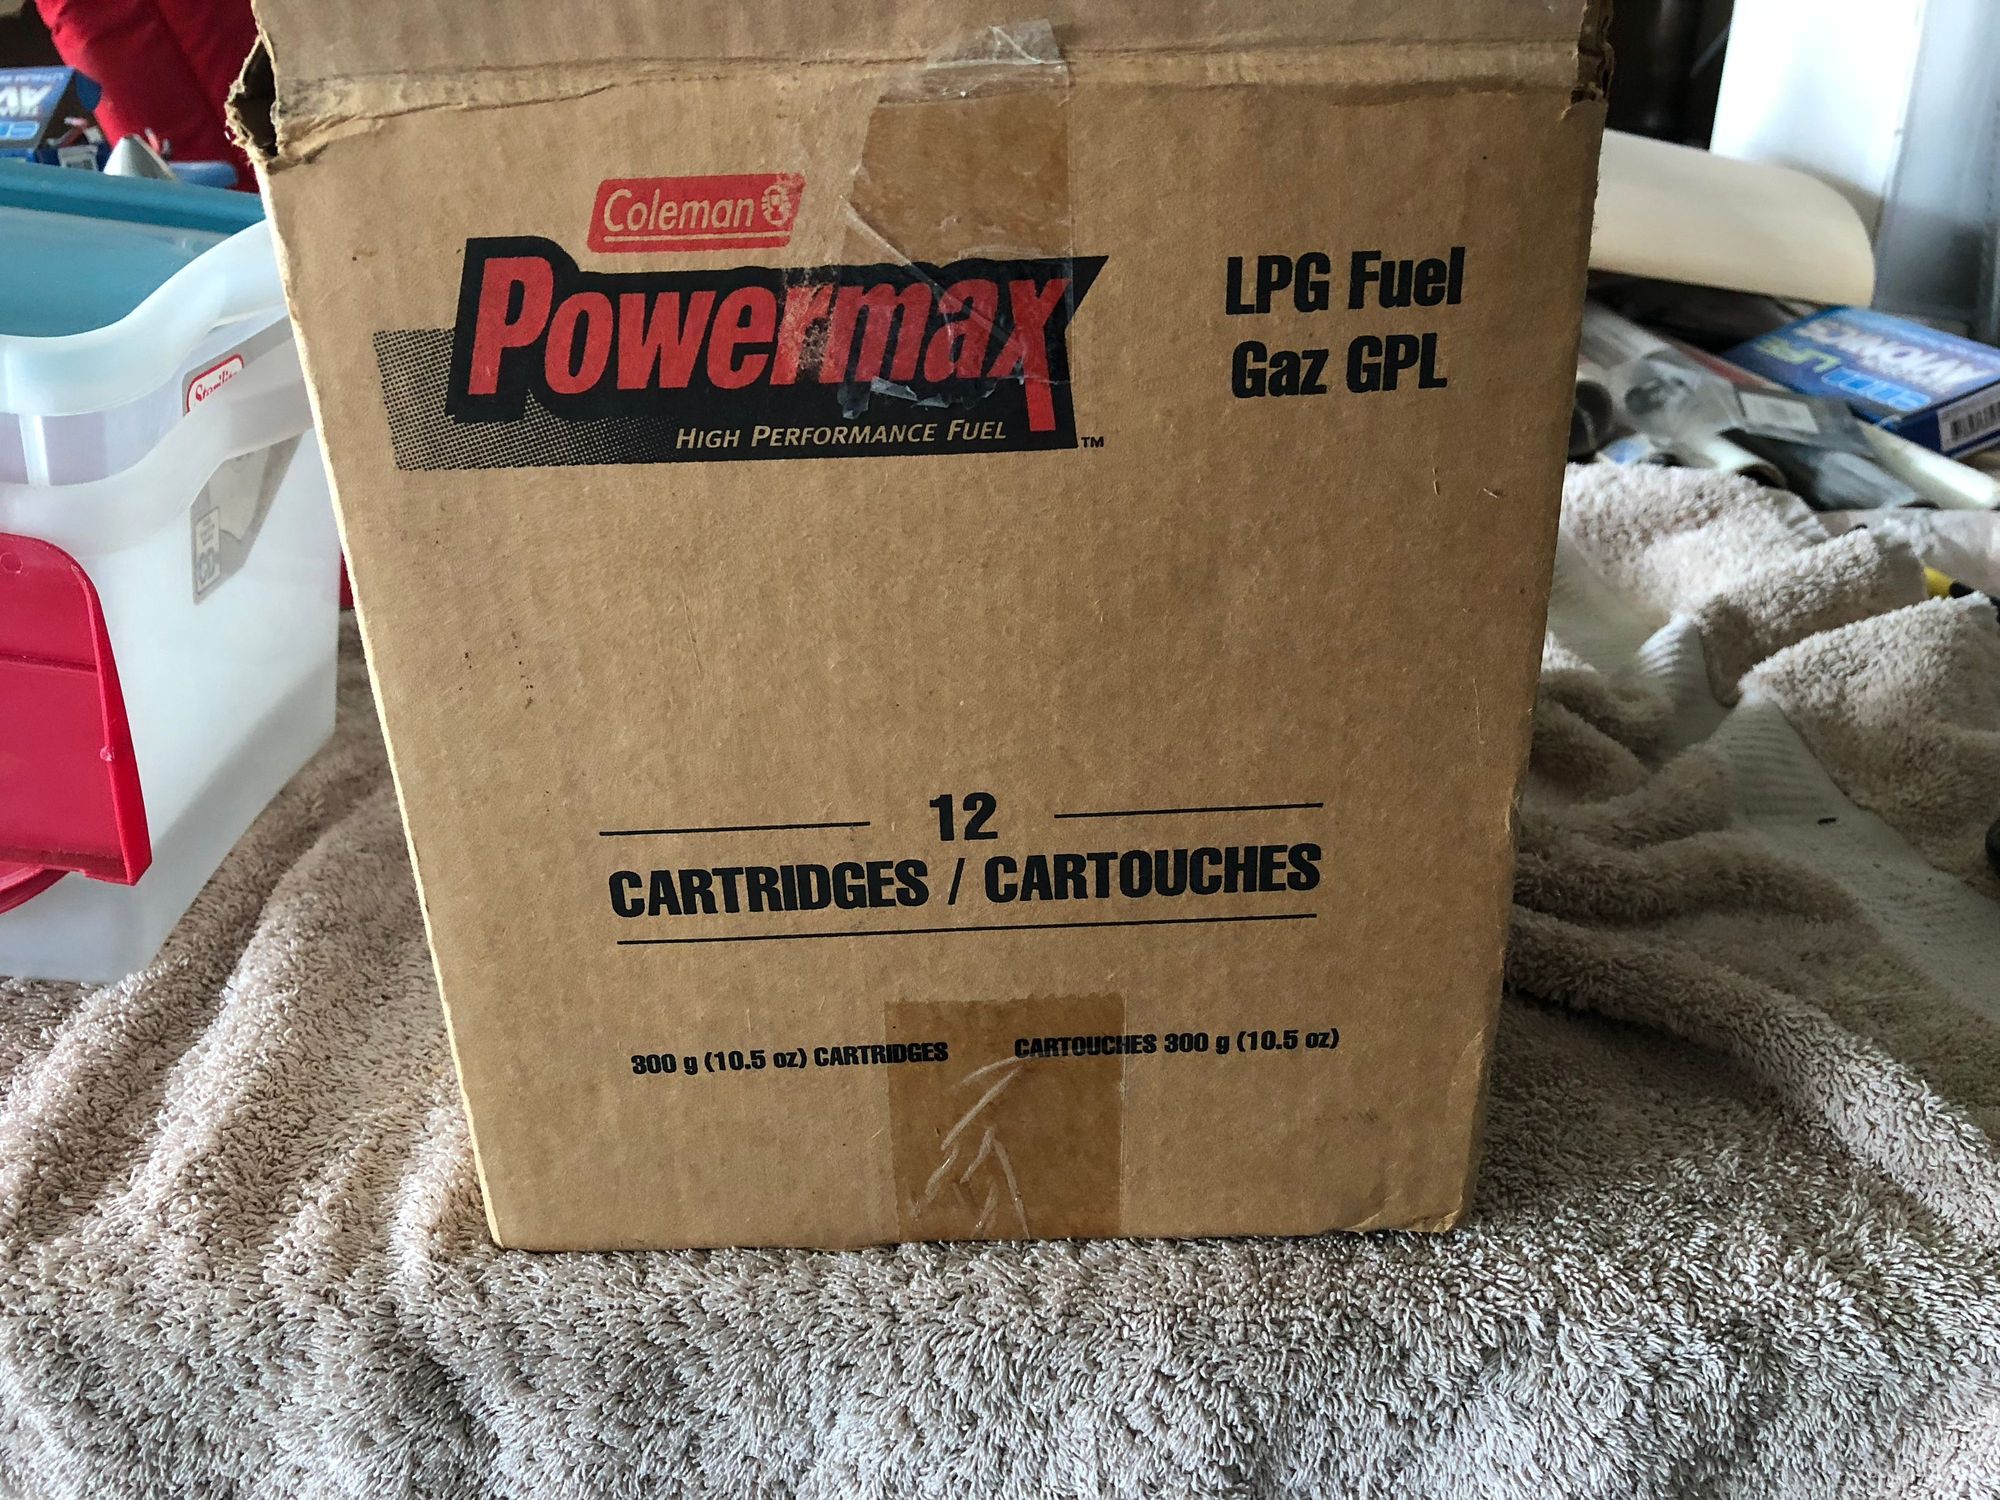 Coleman
Powermax
HIGH PERFORMANCE FUEL
TM
LPG Fuel
Gaz GPL
12
CARTRIDGES / CARTOUCHES
300 g (10.5 oz) CARTRIDGES
CARTOUCHES 300 g (10.5 oz)
Sterilite